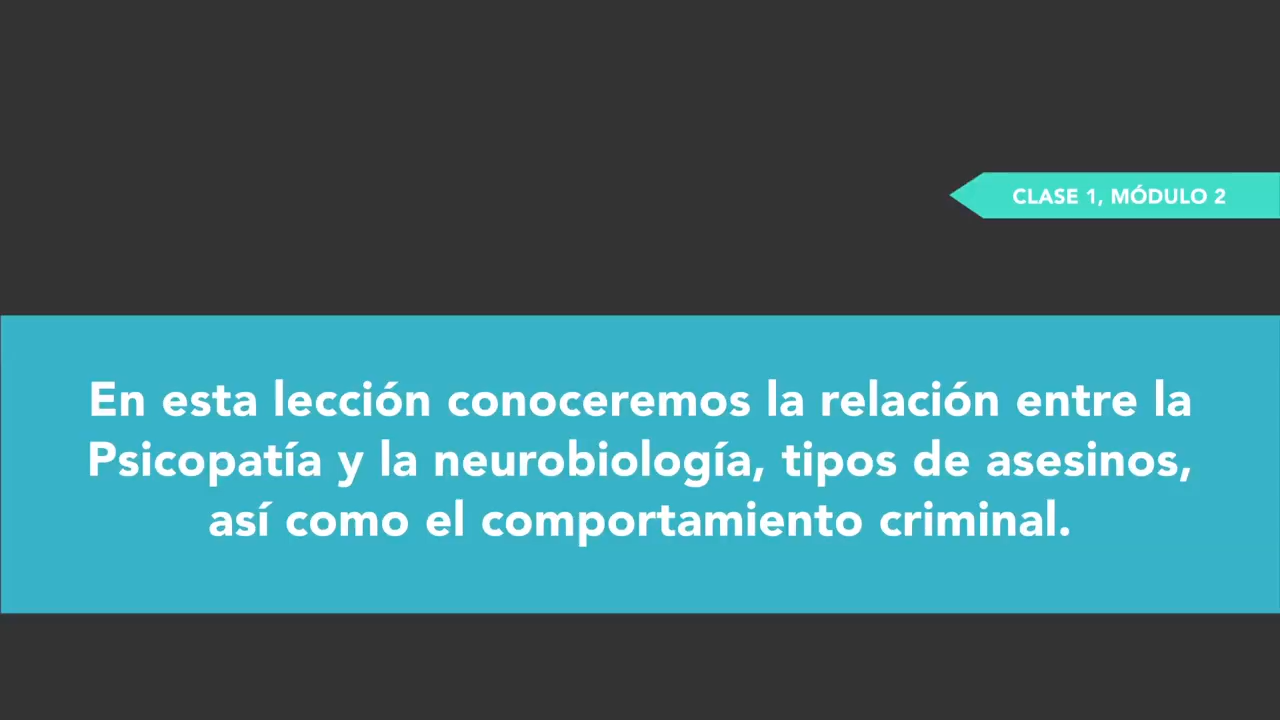 CLASE 1, MÓDULO 2
En esta lección conoceremos la relación entre la
Psicopatía y la neurobiología, tipos de asesinos,
así como el comportamiento criminal.